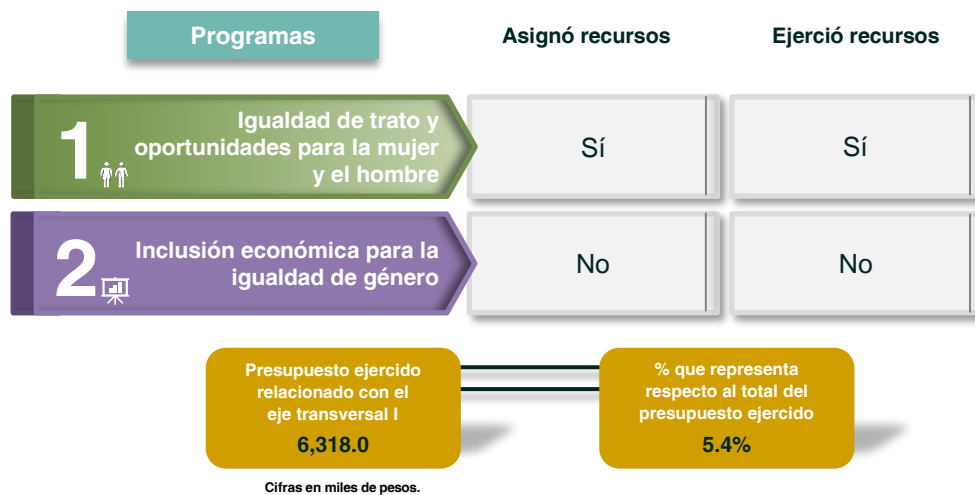 Programas
Asignó recursos
Ejerció recursos
1
Igualdad de trato y
oportunidades para la mujer
y el hombre
Sí
Sí
2
Inclusión económica para la
igualdad de género
No
No
Presupuesto ejercido
relacionado con el
eje transversal I
6,318.0
% que representa
respecto al total del
presupuesto ejercido
5.4%
Cifras en miles de pesos.